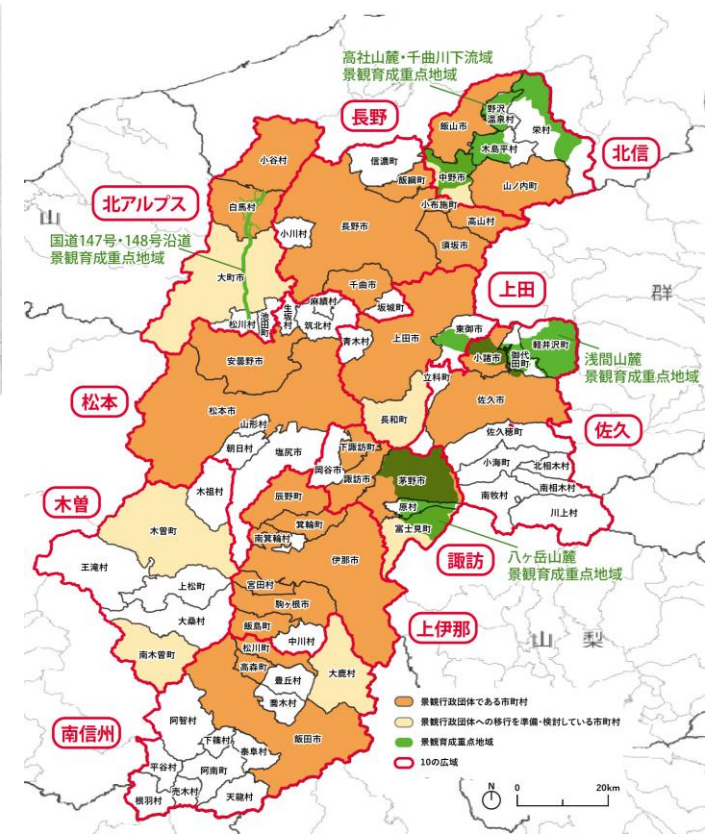 高社山麓・千曲川下流域
景観育成重点地域
長野
北信
野沢
温泉村
栄村
飯山市
木島平村
中野市
山ノ内町
信濃町
飯綱町
小布施町
高山村
須坂市
長野市
小川村
千曲市
坂城町
北アルプス
小谷村
白馬村
山
国道147号・148号沿道
景観育成重点地域
大町市
松川村
池田町
生坂村
麻績村
筑北村
青木村
上田
群
東御市
上田市
長和町
小諸市
御代
田町
軽井沢町
浅間山麓
景観育成重点地域
立科町
佐久市
佐久
佐久穂町
小海町
北相木村
南相木村
南牧村
川上村
松本
安曇野市
松本市
山形村
朝日村
塩尻市
岡谷市
下諏訪町
諏訪市
茅野市
原村
富士見町
諏訪
八ヶ岳山麓
景観育成重点地域
木曽
木祖村
木曽町
王滝村
上松町
大桑村
南木曽町
辰野町
箕輪町
南箕輪村
伊那市
宮田村
駒ヶ根市
飯島町
中川村
上伊那
山梨
松川町
高森町
豊丘村
喬木村
大鹿村
飯田市
南信州
阿智村
下條村
泰阜村
平谷村
阿南町
売木村
根羽村
天龍村
景観行政団体である市町村
景観行政団体への移行を準備・検討している市町村
景観育成重点地域
10の広域
N
0
20km